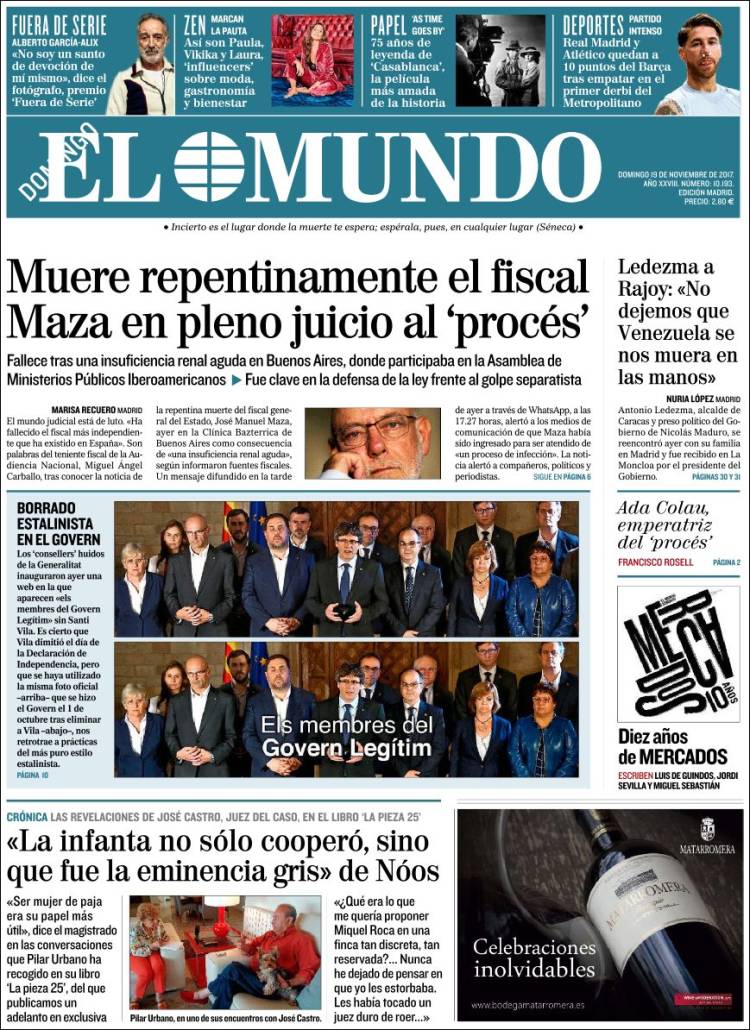 FUERA DE SERIE
ALBERTO GARCÍA-ALIX
«No soy un santo
de devoción de
mí mismo», dice el
fotógrafo, premio
‘Fuera de Serie’
ZEN MARCAN
LA PAUTA
Así son Paula,
Vikika y Laura,
‘influencers’
sobre moda,
gastronomía
y bienestar
PAPEL ‘AS TIME
GOES BY’
75 años de
leyenda de
‘Casablanca’,
la película
más amada
de la historia
DEPORTES PARTIDO
INTENSO
Real Madrid y
Atlético quedan a
10 puntos del Barça
tras empatar en el
primer derbi del
Metropolitano
DOMINGO
EL MUNDO
DOMINGO 19 DE NOVIEMBRE DE 2017.
AÑO XXVIII. NÚMERO: 10.193.
EDICIÓN MADRID.
PRECIO: 2,80 €
• Incierto es el lugar donde la muerte te espera; espérala, pues, en cualquier lugar (Séneca) •
Muere repentinamente el fiscal
Maza en pleno juicio al ‘procés’
Fallece tras una insuficiencia renal aguda en Buenos Aires, donde participaba en la Asamblea de
Ministerios Públicos Iberoamericanos ▶ Fue clave en la defensa de la ley frente al golpe separatista
MARISA RECUERO MADRID
El mundo judicial está de luto. «Ha
fallecido el fiscal más independien-
te que ha existido en España». Son
palabras del teniente fiscal de la Au-
diencia Nacional, Miguel Ángel
Carballo, tras conocer la noticia de
la repentina muerte del fiscal gene-
ral del Estado, José Manuel Maza,
ayer en la Clínica Bazterrica de
Buenos Aires como consecuencia
de «una insuficiencia renal aguda»,
según informaron fuentes fiscales.
Un mensaje difundido en la tarde
de ayer a través de WhatsApp, a las
17.27 horas, alertó a los medios de
comunicación de que Maza había
sido ingresado para ser atendido de
«un proceso de infección». La noti-
cia alertó a compañeros, políticos y
periodistas. SIGUE EN PÁGINA 6
Ledezma a
Rajoy: «No
dejemos que
Venezuela se
nos muera en
las manos»
NURIA LÓPEZ MADRID
Antonio Ledezma, alcalde de
Caracas y preso político del Go-
bierno de Nicolás Maduro, se
reencontró ayer con su familia
en Madrid y fue recibido en La
Moncloa por el presidente del
Gobierno. PÁGINAS 30 Y 31
BORRADO
ESTALINISTA
EN EL GOVERN
Los ‘consellers’ huidos
de la Generalitat
inauguraron ayer una
web en la que
aparecen «els
membres del Govern
Legítim» sin Santi
Vila. Es cierto que
Vila dimitió el día de
la Declaración de
Independencia, pero
que se haya utilizado
la misma foto oficial
–arriba– que se hizo
el Govern el 1 de
octubre tras eliminar
a Vila –abajo–, nos
retrotrae a prácticas
del más puro estilo
estalinista.
PÁGINA 10
Els membres del
Govern Legítim
Ada Colau,
emperatriz
del ‘procés’
FRANCISCO ROSELL PÁGINA 2
MERCADOS
10 AÑOS
Diez años
de MERCADOS
ESCRIBEN LUIS DE GUINDOS, JORDI
SEVILLA Y MIGUEL SEBASTIÁN
CRÓNICA LAS REVELACIONES DE JOSÉ CASTRO, JUEZ DEL CASO, EN EL LIBRO ‘LA PIEZA 25’
«La infanta no sólo cooperó, sino
que fue la eminencia gris» de Nóos
«Ser mujer de paja
era su papel más
útil», dice el magistrado
en las conversaciones
que Pilar Urbano ha
recogido en su libro
‘La pieza 25’, del que
publicamos un
adelanto en exclusiva
Pilar Urbano, en uno de sus encuentros con José Castro.
«¿Qué era lo que
me quería proponer
Miquel Roca en una
finca tan discreta, tan
reservada?... Nunca
he dejado de pensar en
que yo les estorbaba.
Les había tocado un
juez duro de roer...»
MATARROMERA
MATARROMERA
Celebraciones
inolvidables
www.bodegamatarromera.es